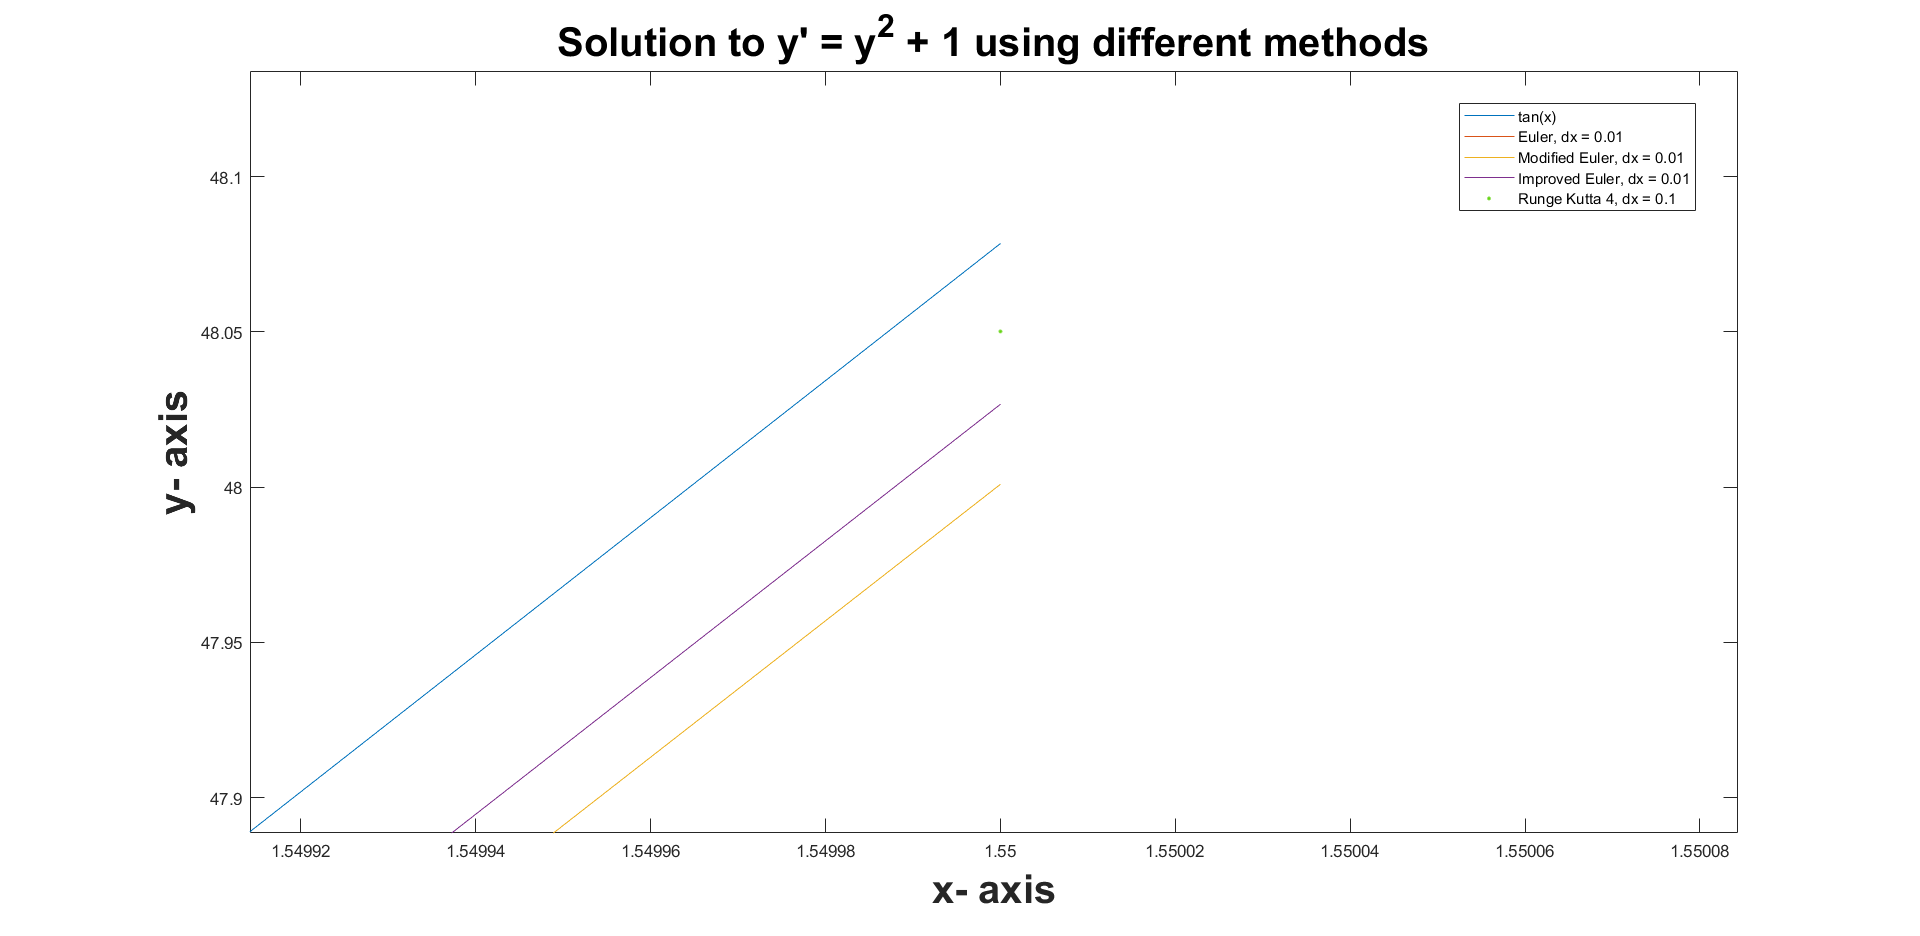 Solution to y' = y2 + 1 using different methods
tan(x)
Euler, dx = 0.01
Modified Euler, dx = 0.01
Improved Euler, dx = 0.01
Runge Kutta 4, dx = 0.1
y- axis
48.1
48.05
48
47.95
47.9
1.54992 1.54994 1.54996 1.54998 1.55 1.55002 1.55004 1.55006 1.55008
x- axis